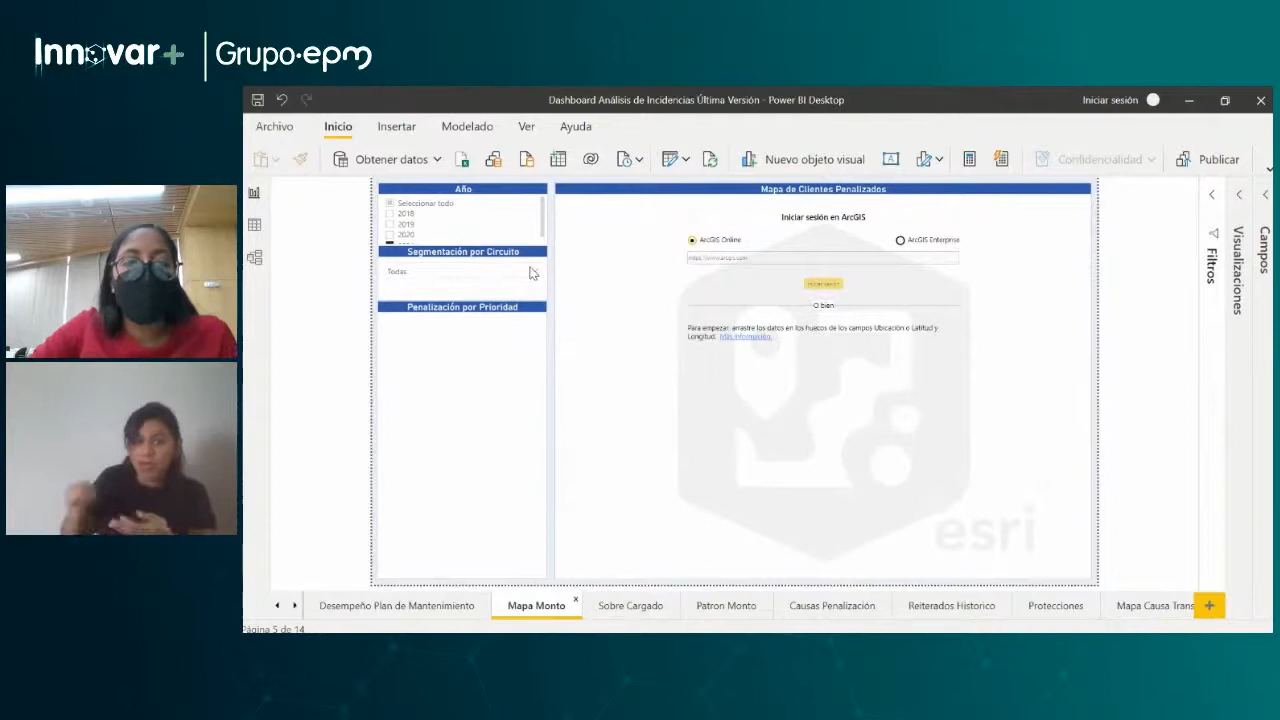 Innovar+ Grupo·epm
Dashboard Análisis de Incidencias Última Versión - Power BI Desktop
Iniciar sesión
Archivo Inicio Insertar Modelado Ver Ayuda
Obtener datos Nuevo objeto visual Confidencialidad Publicar
Año
Seleccionar todo
2018
2019
2020
Segmentación por Circuito
Todas
Penalización por Prioridad
Mapa de Clientes Penalizados
Iniciar sesión en ArcGIS
ArcGIS Online ArcGIS Enterprise
Iniciar sesión
O bien
Para empezar, arrastre los datos en los huecos de los campos Ubicación o Latitud y
Longitud. Más información.
esri
Filtros
Visualizaciones
Campos
Desempeño Plan de Mantenimiento Mapa Monto Sobre Cargado Patron Monto Causas Penalización Reiterados Historico Protecciones Mapa Causa Trans
Página 5 de 14